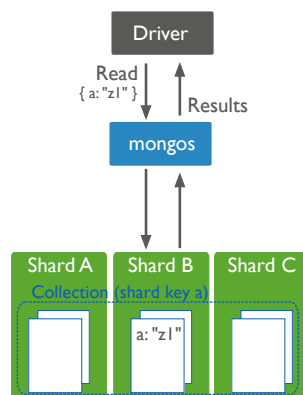 Driver
Read
{ a: "z1" }
Results
mongos
Shard A
Shard B
Shard C
Collection (shard key a)
a: "z1"